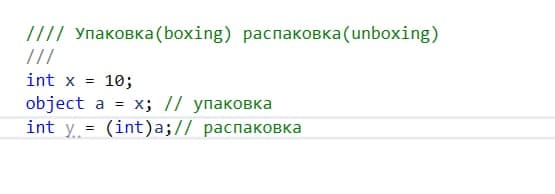 //// Упаковка(boxing) распаковка(unboxing)
///
int x = 10;
object a = x; // упаковка
int y = (int)a;// распаковка